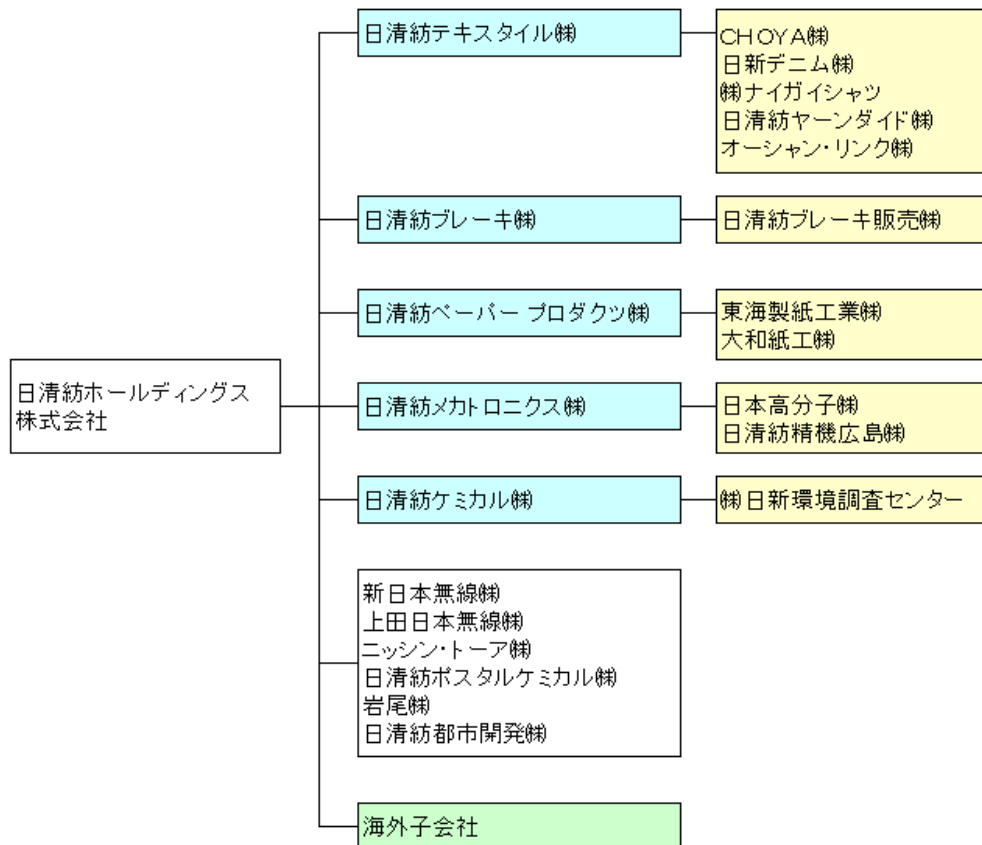 日清紡テキスタイル㈱
CHOYA㈱
日新デニム㈱
㈱ナイガイシャツ
日清紡ヤーンダイド㈱
オーシャン・リンク㈱
日清紡ブレーキ㈱
日清紡ブレーキ販売㈱
日清紡ペーパー プロダクツ㈱
東海製紙工業㈱
大和紙工㈱
日清紡ホールディングス
株式会社
日清紡メカトロニクス㈱
日本高分子㈱
日清紡精機広島㈱
日清紡ケミカル㈱
㈱日新環境調査センター
新日本無線㈱
上田日本無線㈱
ニッシン・トーア㈱
日清紡ポスタルケミカル㈱
岩尾㈱
日清紡都市開発㈱
海外子会社